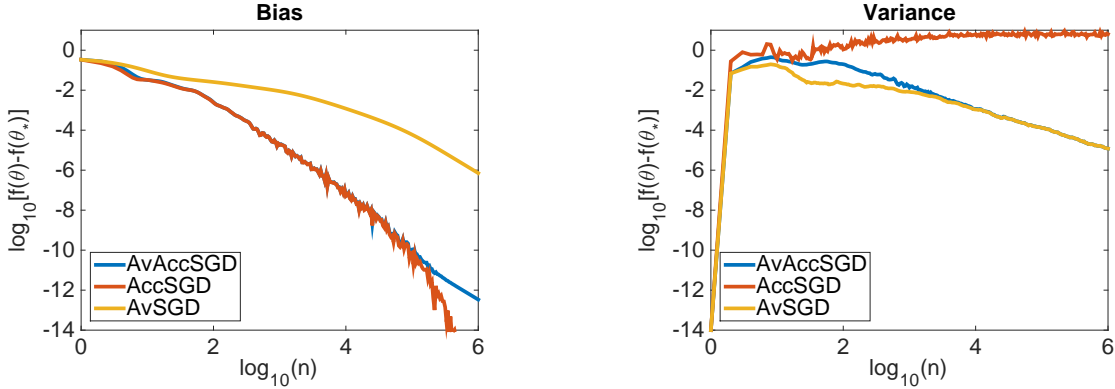 Bias
log10[f(θ)-f(θ*)]
0
-2
-4
-6
-8
-10
-12
-14
AvAccSGD
AccSGD
AvSGD
0
2
4
6
log10(n)
Variance
log10[f(θ)-f(θ*)]
0
-2
-4
-6
-8
-10
-12
-14
AvAccSGD
AccSGD
AvSGD
0
2
4
6
log10(n)